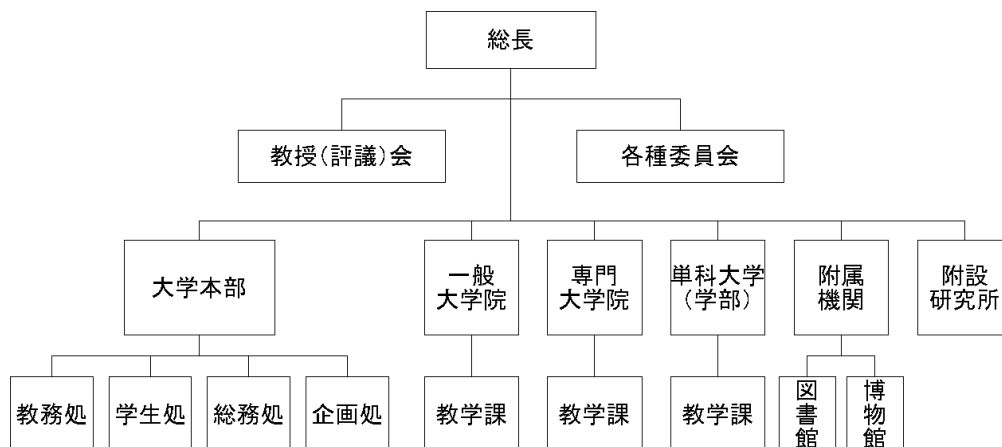 総長
教授(評議)会
各種委員会
大学本部
一般
大学院
専門
大学院
単科大学
(学部)
附属
機関
附設
研究所
教務処
学生処
総務処
企画処
教学課
教学課
教学課
図書館
博物館